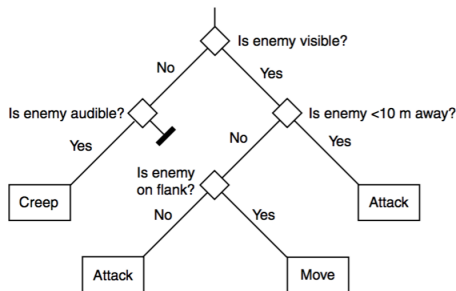 Is enemy visible?
No
Yes
Is enemy audible?
Is enemy <10 m away?
Yes
No
Yes
Is enemy
on flank?
Creep
Attack
No
Yes
Attack
Move